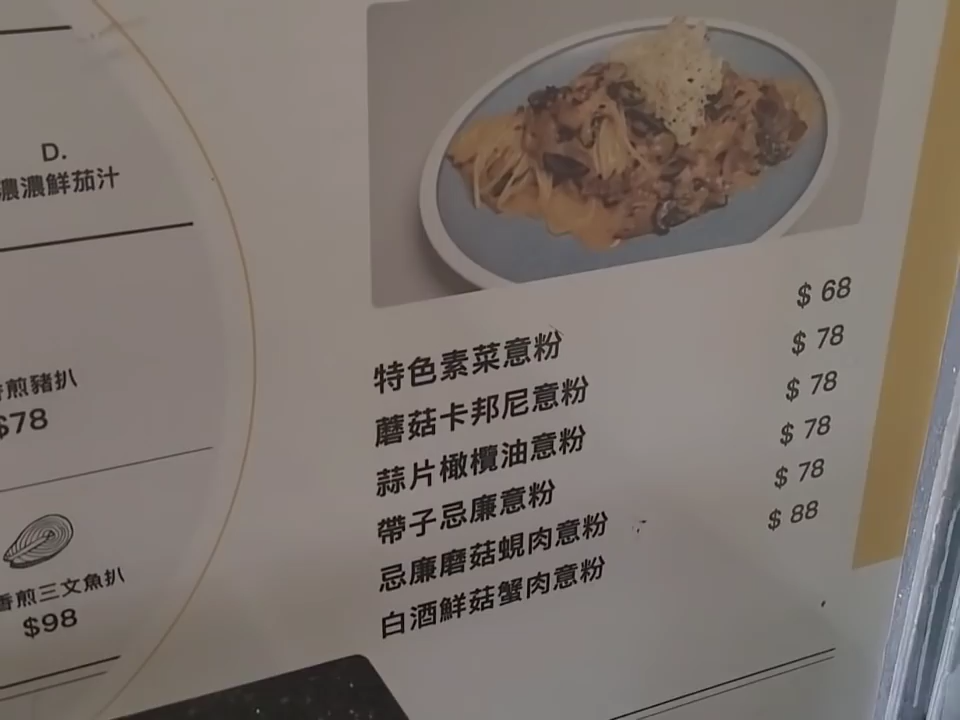 D.
濃濃鮮茄汁
煎豬扒
$78
香煎三文魚扒
$98
特色素菜意粉 $ 68
蘑菇卡邦尼意粉 $ 78
蒜片橄欖油意粉 $ 78
帶子忌廉意粉 $ 78
忌廉磨菇蜆肉意粉 $ 78
白酒鮮菇蟹肉意粉 $ 88